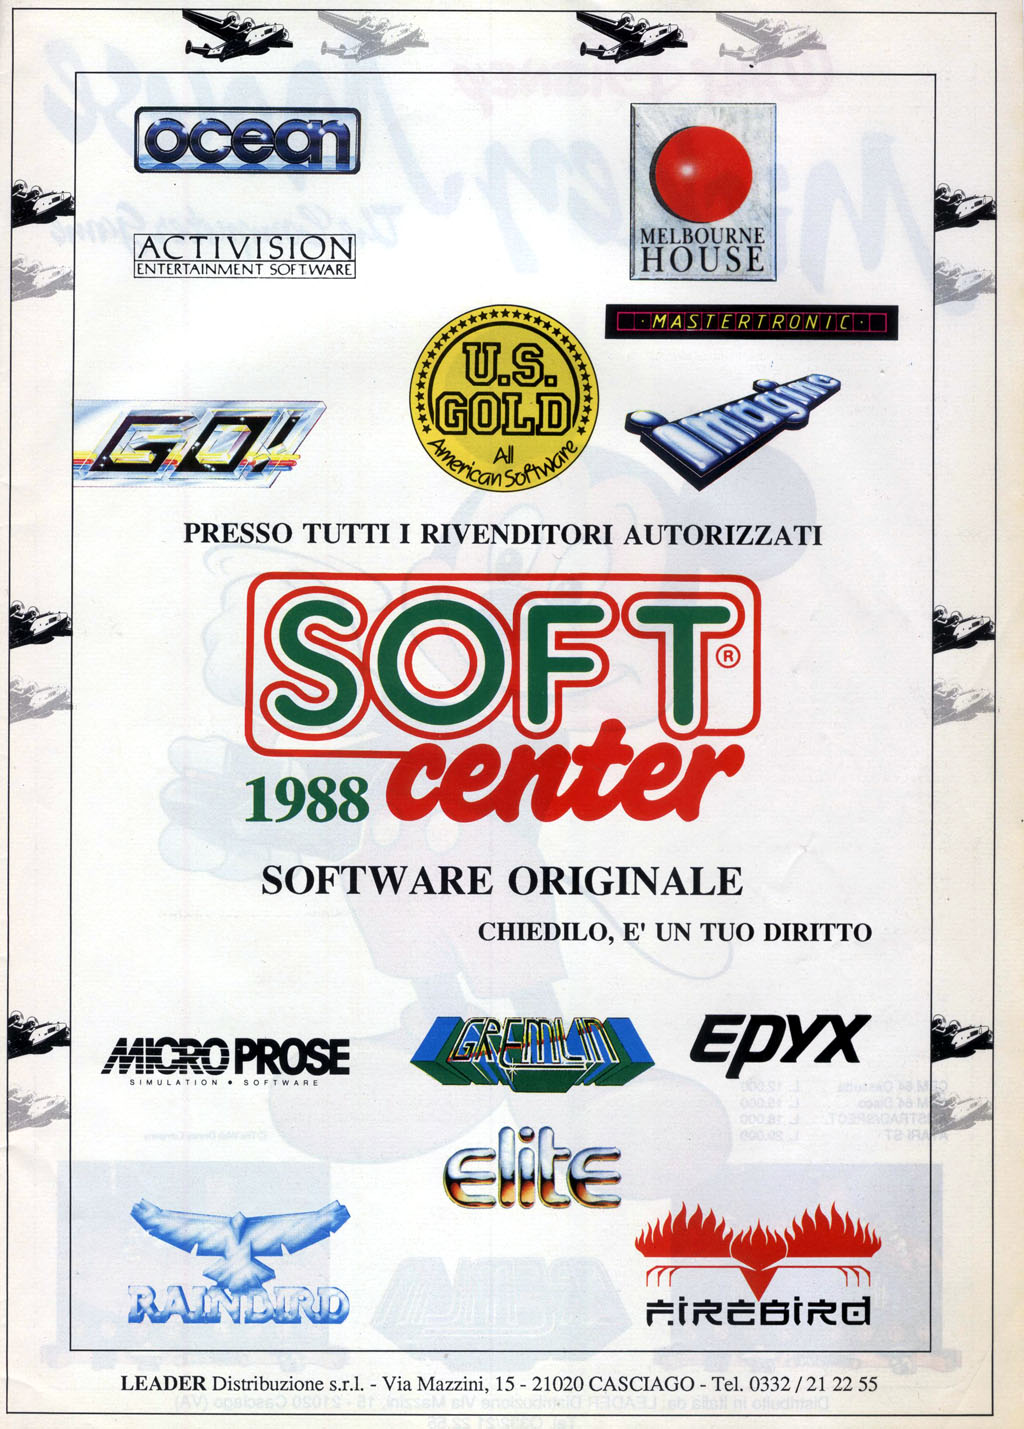 ocean
MELBOURNE
HOUSE
ACTIVISION
ENTERTAINMENT SOFTWARE
U.S.
GOLD
All
American Software
·MASTERTRONIC·
GO!
imagine
PRESSO TUTTI I RIVENDITORI AUTORIZZATI
SOFT®
center
1988
SOFTWARE ORIGINALE
CHIEDILO, E' UN TUO DIRITTO
MICROPROSE
SIMULATION • SOFTWARE
GREMLIN
EPYX
elite
RAINBIRD
FIREBIRD
LEADER Distribuzione s.r.l. - Via Mazzini, 15 - 21020 CASCIAGO - Tel. 0332 / 21 22 55